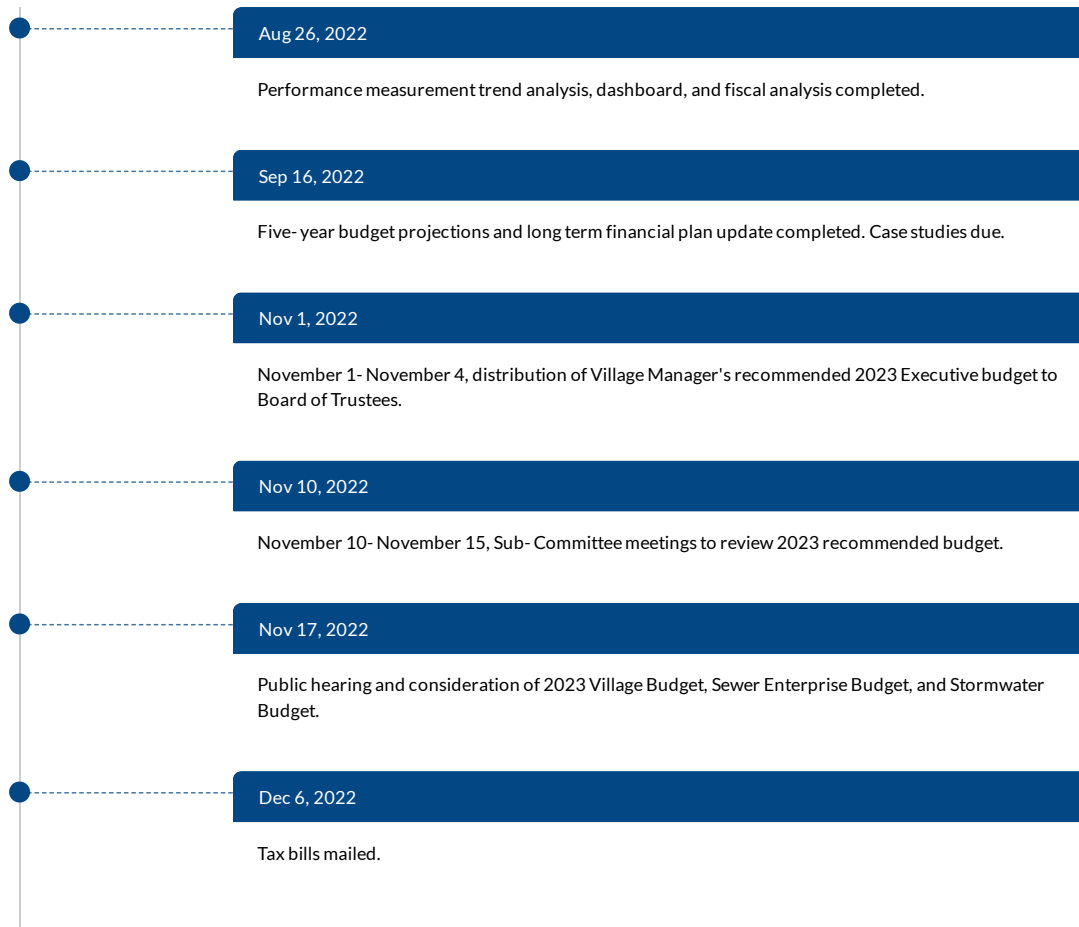 Aug 26, 2022
Performance measurement trend analysis, dashboard, and fiscal analysis completed.
Sep 16, 2022
Five- year budget projections and long term financial plan update completed. Case studies due.
Nov 1, 2022
November 1- November 4, distribution of Village Manager's recommended 2023 Executive budget to
Board of Trustees.
Nov 10, 2022
November 10- November 15, Sub- Committee meetings to review 2023 recommended budget.
Nov 17, 2022
Public hearing and consideration of 2023 Village Budget, Sewer Enterprise Budget, and Stormwater
Budget.
Dec 6, 2022
Tax bills mailed.